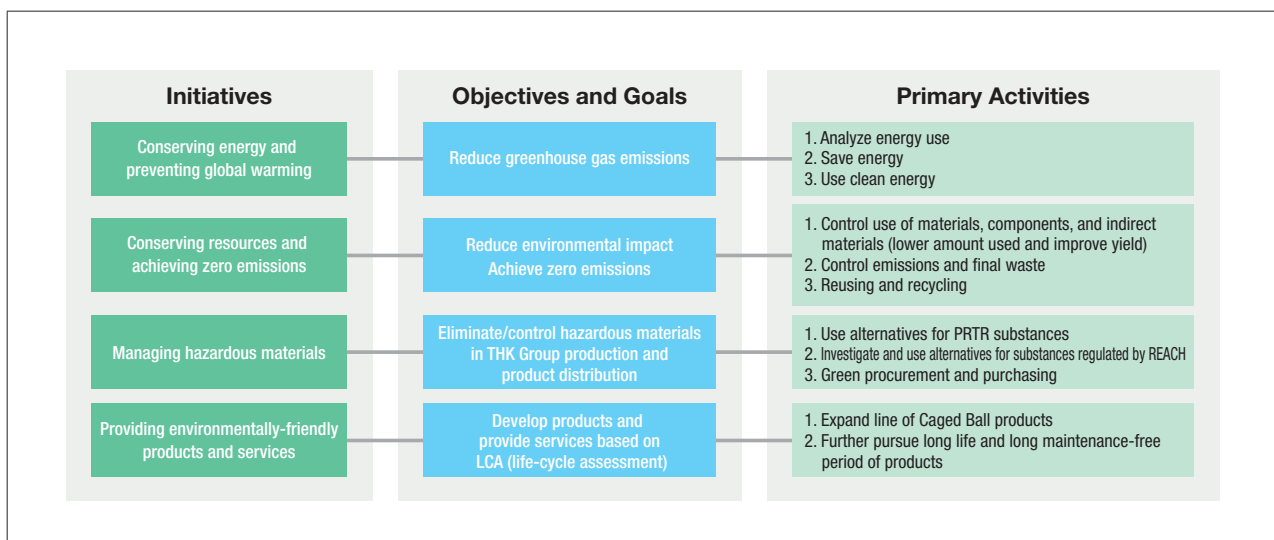 Initiatives
Objectives and Goals
Primary Activities
Conserving energy and
preventing global warming
Reduce greenhouse gas emissions
1. Analyze energy use
2. Save energy
3. Use clean energy
Conserving resources and
achieving zero emissions
Reduce environmental impact
Achieve zero emissions
1. Control use of materials, components, and indirect
materials (lower amount used and improve yield)
2. Control emissions and final waste
3. Reusing and recycling
Managing hazardous materials
Eliminate/control hazardous materials
in THK Group production and
product distribution
1. Use alternatives for PRTR substances
2. Investigate and use alternatives for substances regulated by REACH
3. Green procurement and purchasing
Providing environmentally-friendly
products and services
Develop products and
provide services based on
LCA (life-cycle assessment)
1. Expand line of Caged Ball products
2. Further pursue long life and long maintenance-free
period of products